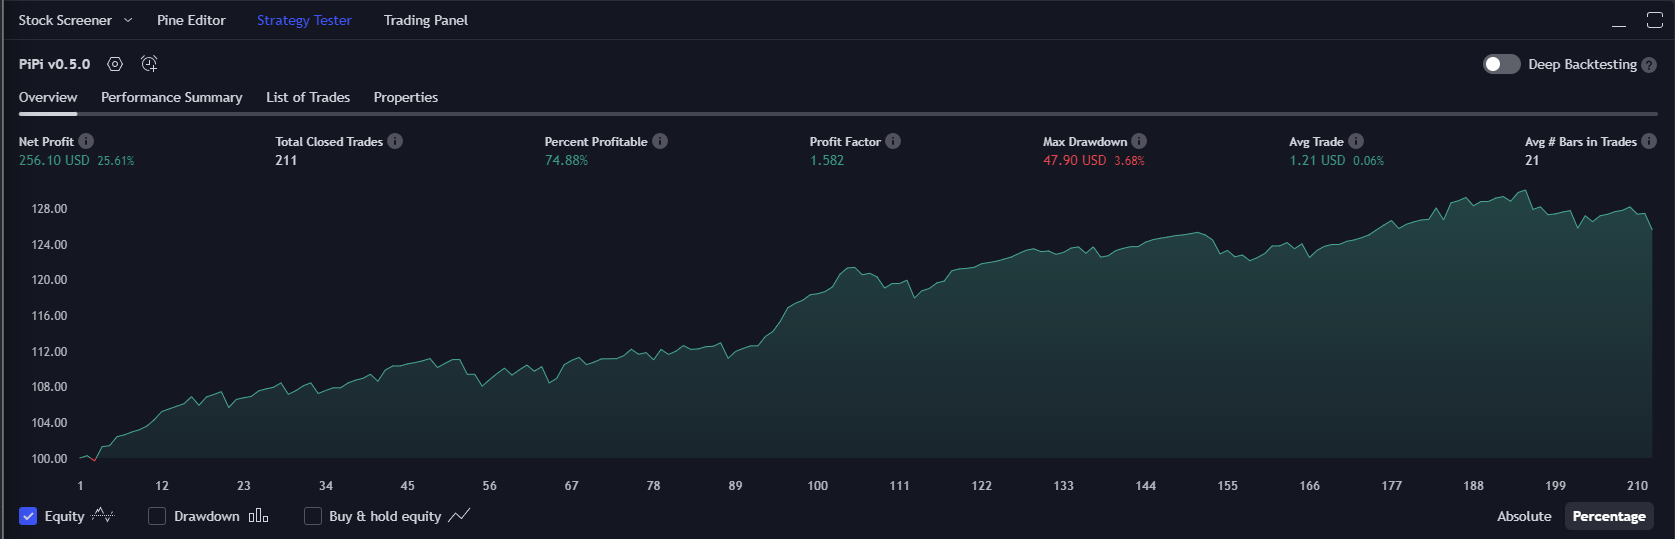 Stock Screener Pine Editor Strategy Tester Trading Panel
PiPi v0.5.0 Deep Backtesting ?
Overview Performance Summary List of Trades Properties
Net Profit Total Closed Trades Percent Profitable Profit Factor Max Drawdown Avg Trade Avg # Bars in Trades
256.10 USD 25.61% 211 74.88% 1.582 47.90 USD 3.68% 1.21 USD 0.06% 21
128.00
124.00
120.00
116.00
112.00
108.00
104.00
100.00
1 12 23 34 45 56 67 78 89 100 111 122 133 144 155 166 177 188 199 210
Equity Drawdown Buy & hold equity Absolute Percentage